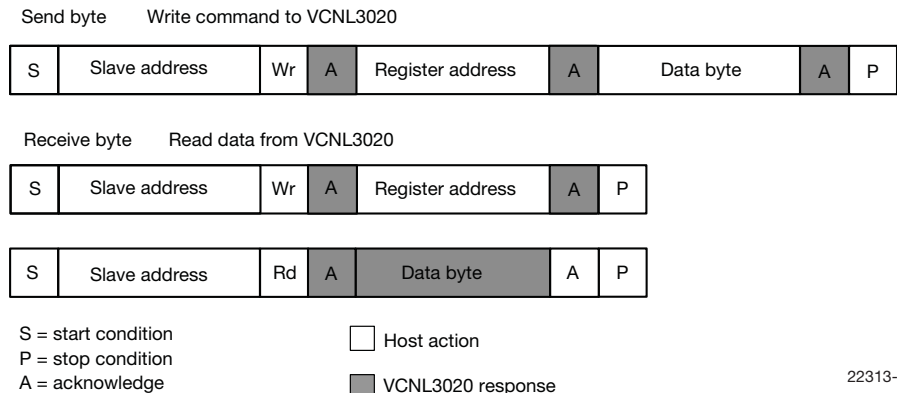 Send byte Write command to VCNL3020
S Slave address Wr A Register address A Data byte A P
Receive byte Read data from VCNL3020
S Slave address Wr A Register address A P
S Slave address Rd A Data byte A P
S = start condition
P = stop condition
A = acknowledge
Host action
VCNL3020 response
22313-